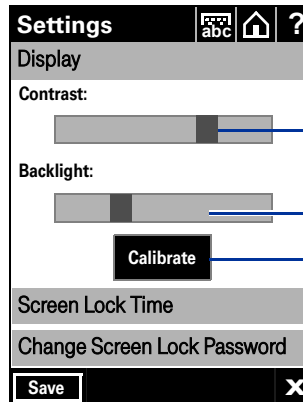 Settings abc ?
Display
Contrast:
Backlight:
Calibrate
Screen Lock Time
Change Screen Lock Password
Save X